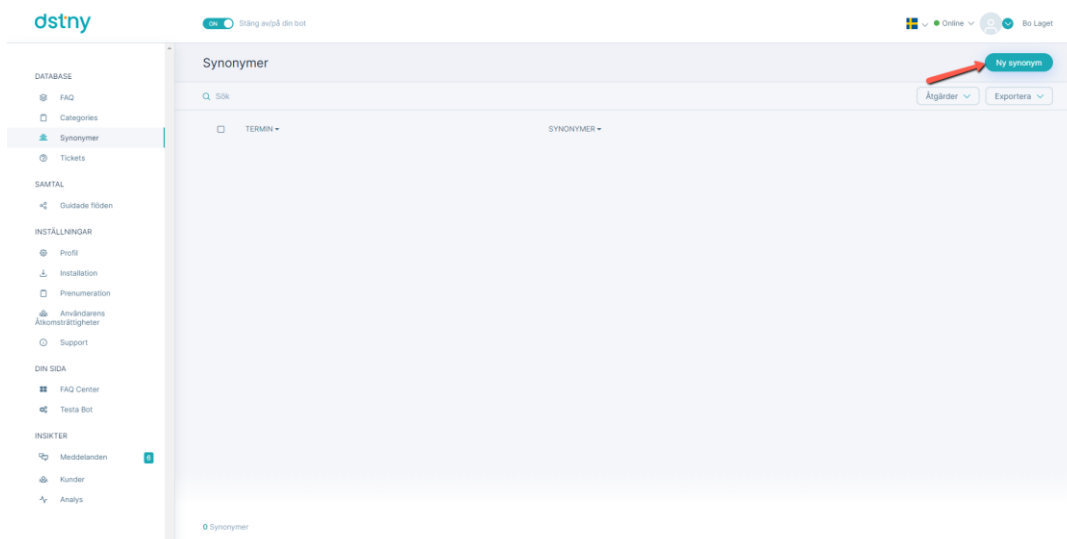 dstny
ON Stäng av/på din bot
Online
Bo Laget
DATABASE
FAQ
Categories
Synonymer
Tickets
SAMTAL
Guidade flöden
INSTÄLLNINGAR
Profil
Installation
Prenumeration
Användarens
Åtkomsträttigheter
Support
DIN SIDA
FAQ Center
Testa Bot
INSIKTER
Meddelanden 6
Kunder
Analys
Synonymer
Ny synonym
Sök
Åtgärder
Exportera
TERMIN
SYNONYMER
0 Synonymer